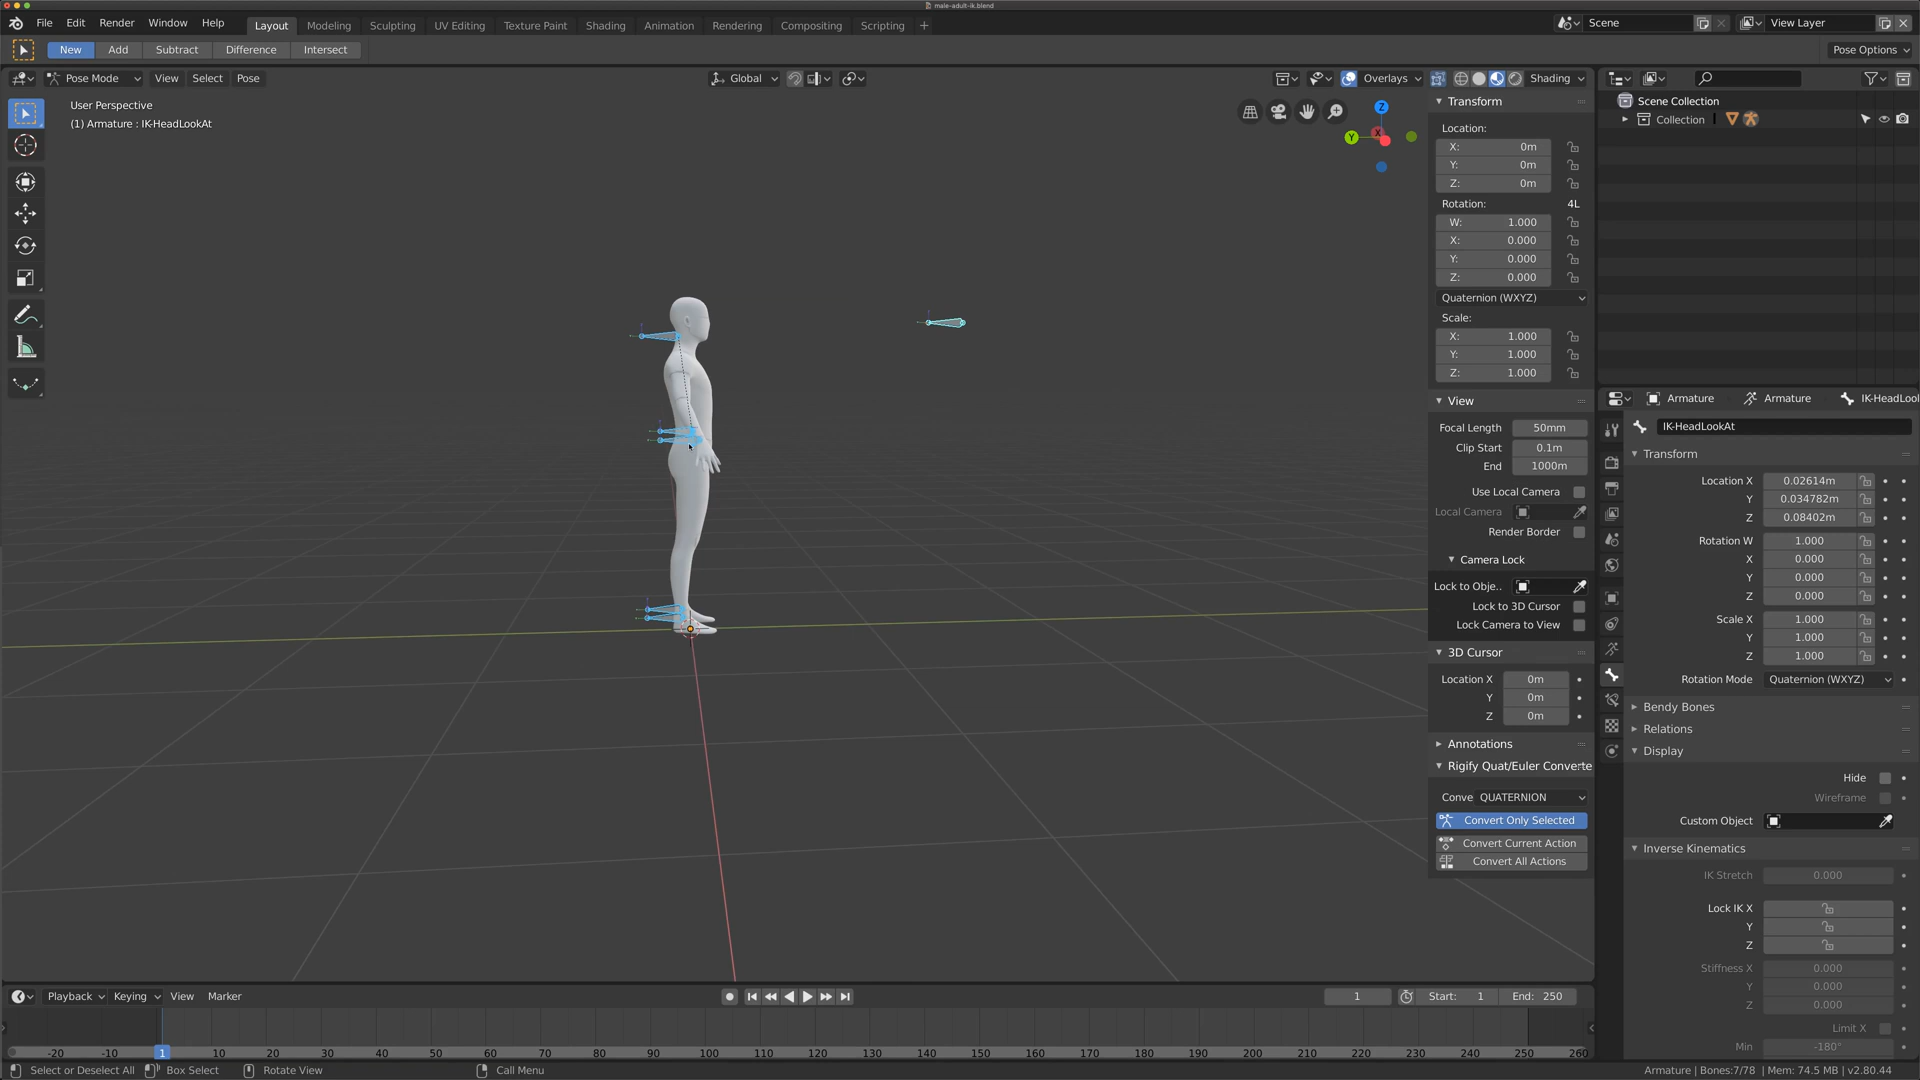 male-adult-ik.blend
File Edit Render Window Help
Layout Modeling Sculpting UV Editing Texture Paint Shading Animation Rendering Compositing Scripting +
Scene
View Layer
New Add Subtract Difference Intersect
Pose Options
Pose Mode View Select Pose
Global
Overlays
Shading
User Perspective
(1) Armature : IK-HeadLookAt
Z
Y
X
Transform
Location:
X: 0m
Y: 0m
Z: 0m
Rotation: 4L
W: 1.000
X: 0.000
Y: 0.000
Z: 0.000
Quaternion (WXYZ)
Scale:
X: 1.000
Y: 1.000
Z: 1.000
View
Focal Length 50mm
Clip Start 0.1m
End 1000m
Use Local Camera
Local Camera
Render Border
Camera Lock
Lock to Obje..
Lock to 3D Cursor
Lock Camera to View
3D Cursor
Location X 0m
Y 0m
Z 0m
Annotations
Rigify Quat/Euler Converte
Conve QUATERNION
Convert Only Selected
Convert Current Action
Convert All Actions
Scene Collection
Collection
Armature Armature IK-HeadLool
IK-HeadLookAt
Transform
Location X 0.02614m
Y 0.034782m
Z 0.08402m
Rotation W 1.000
X 0.000
Y 0.000
Z 0.000
Scale X 1.000
Y 1.000
Z 1.000
Rotation Mode Quaternion (WXYZ)
Bendy Bones
Relations
Display
Hide
Wireframe
Custom Object
Inverse Kinematics
IK Stretch 0.000
Lock IK X
Y
Z
Stiffness X 0.000
Y 0.000
Z 0.000
Limit X
Min -180°
Playback Keying View Marker
1 Start: 1 End: 250
-20 -10 1 10 20 30 40 50 60 70 80 90 100 110 120 130 140 150 160 170 180 190 200 210 220 230 240 250 260
Select or Deselect All Box Select Rotate View Call Menu
Armature | Bones:7/78 | Mem: 74.5 MB | v2.80.44